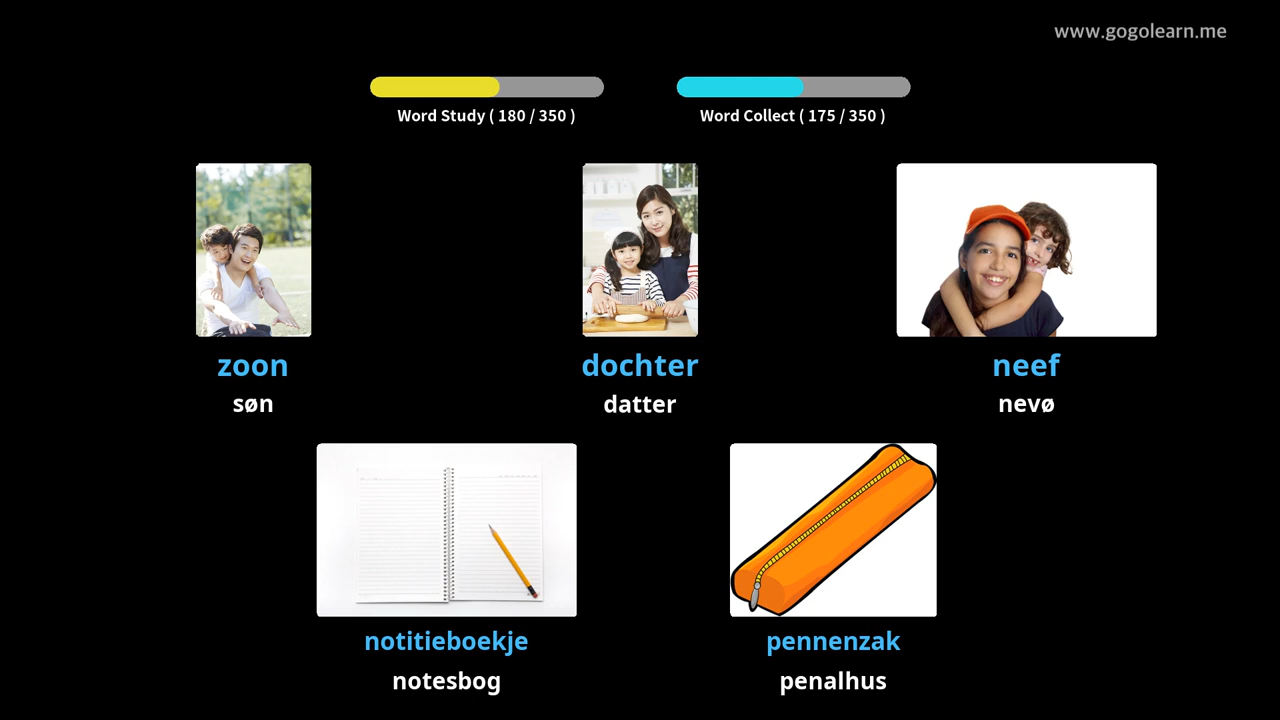 www.gogolearn.me
Word Study ( 180 / 350 )
Word Collect ( 175 / 350 )
zoon
søn
dochter
datter
neef
nevø
notitieboekje
notesbog
pennenzak
penalhus